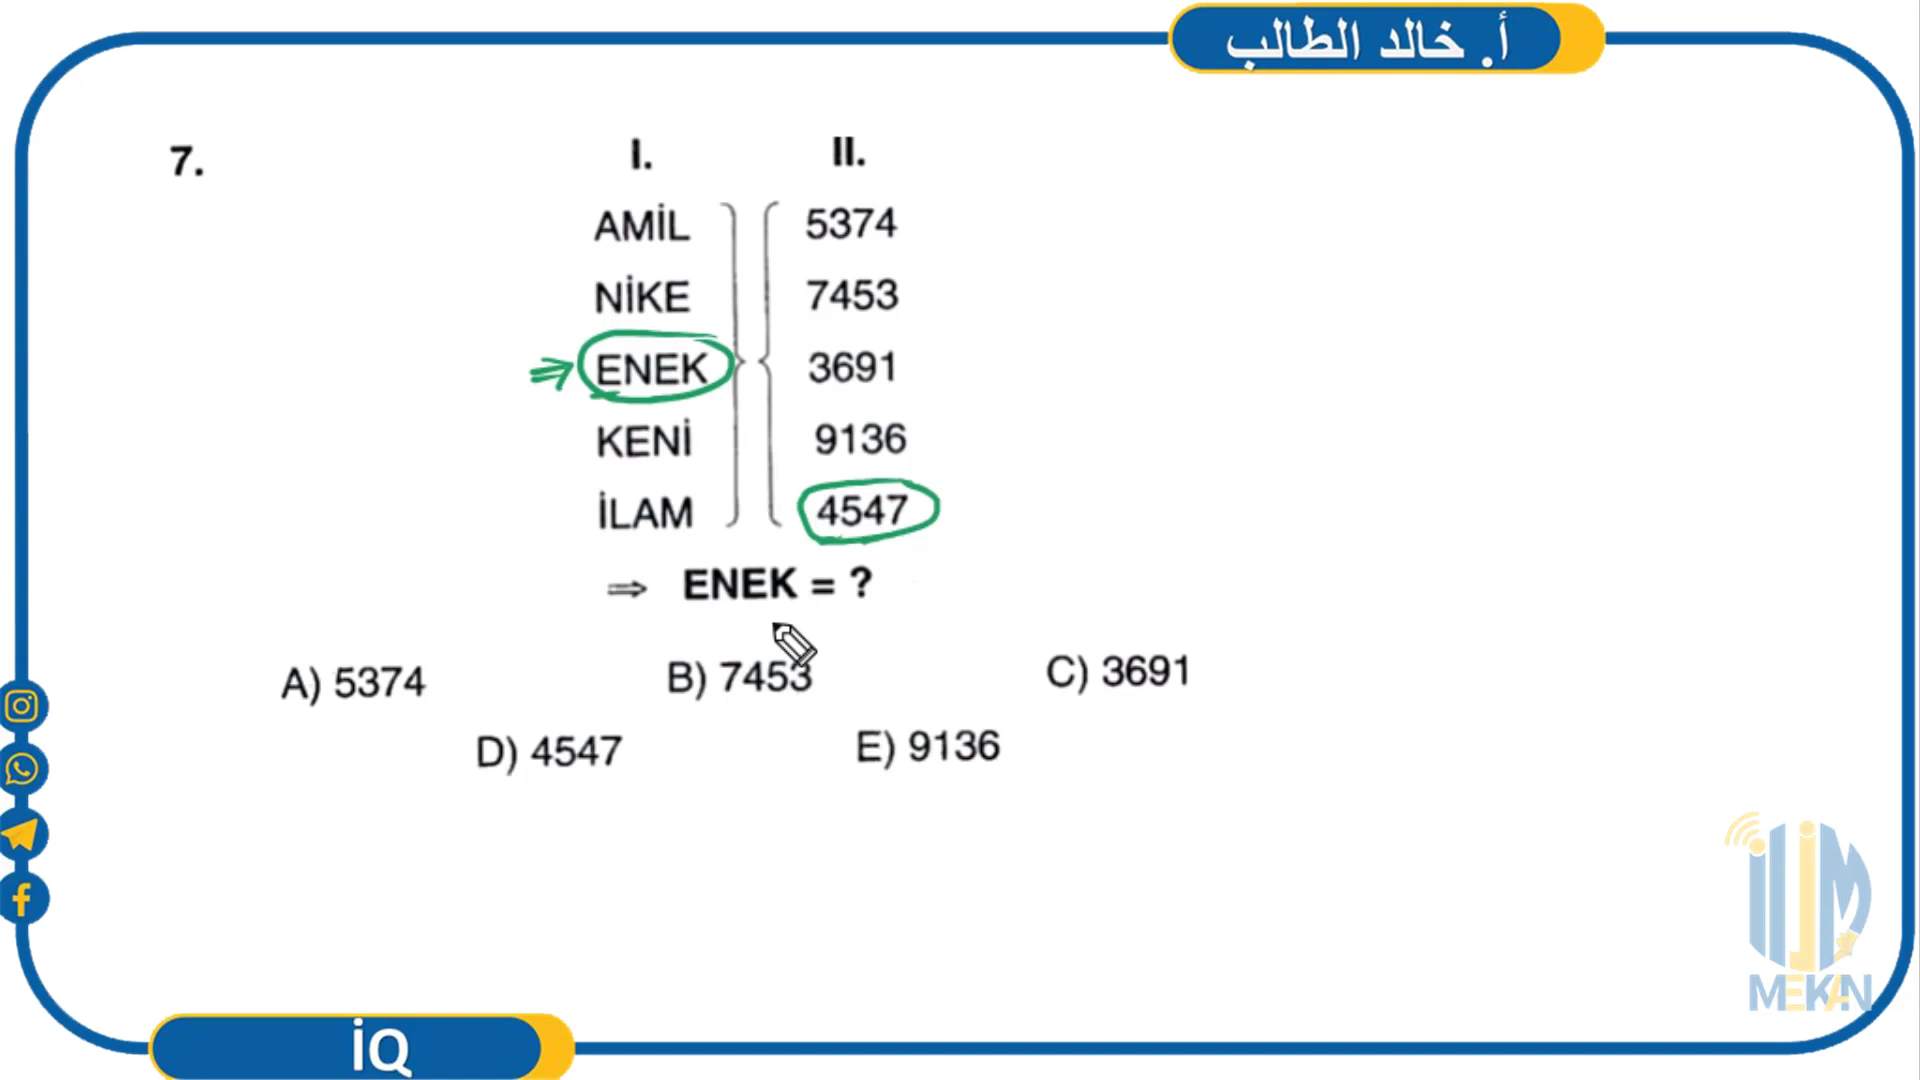 أ. خالد الطالب
7.
I. II.
AMİL 5374
NİKE 7453
ENEK 3691
KENİ 9136
İLAM 4547
⇒ ENEK = ?
A) 5374 B) 7453 C) 3691
D) 4547 E) 9136
MEKAN
İQ